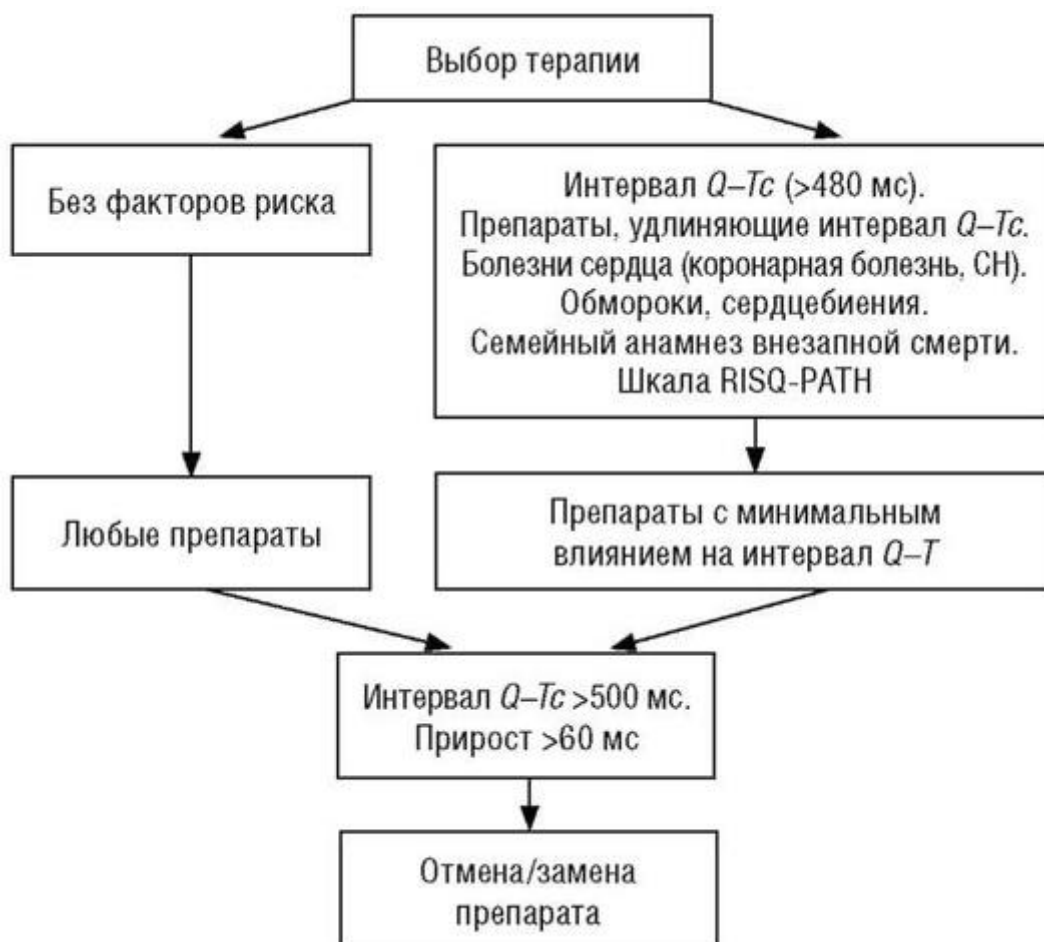 Выбор терапии
Без факторов риска
Интервал Q–Tc (>480 мс).
Препараты, удлиняющие интервал Q–Tc.
Болезни сердца (коронарная болезнь, СН).
Обмороки, сердцебиения.
Семейный анамнез внезапной смерти.
Шкала RISQ-PATH
Любые препараты
Препараты с минимальным
влиянием на интервал Q–T
Интервал Q–Tc >500 мс.
Прирост >60 мс
Отмена/замена
препарата